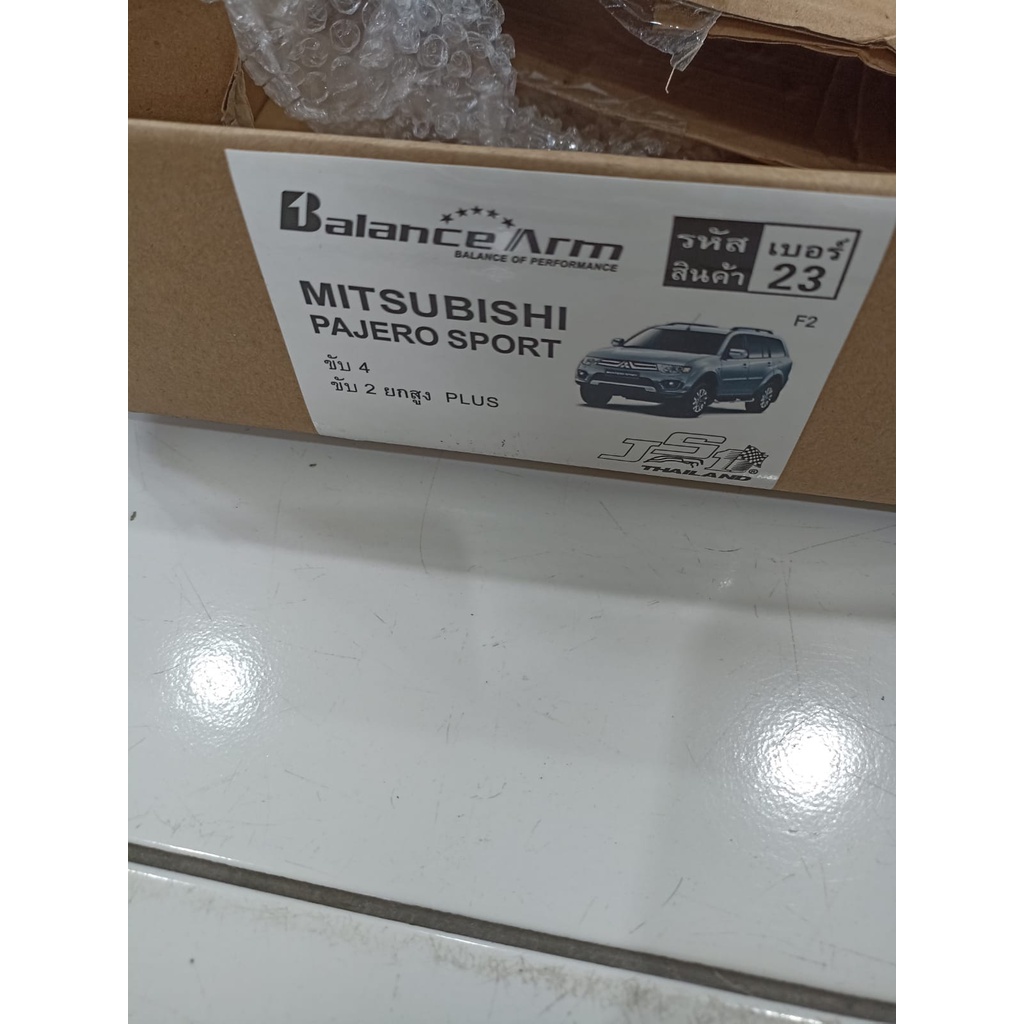 Balance Arm
BALANCE OF PERFORMANCE
รหัส
สินค้า
เบอร์
23
MITSUBISHI
PAJERO SPORT
F2
ขับ 4
ขับ 2 ยกสูง PLUS
JS1
THAILAND